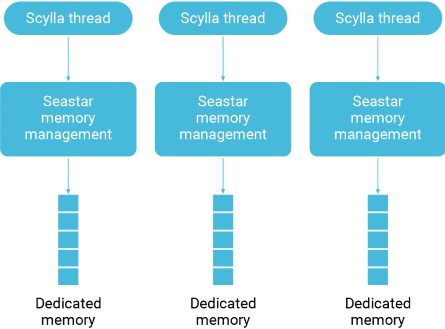 Scylla thread
Scylla thread
Scylla thread
Seastar
memory
management
Seastar
memory
management
Seastar
memory
management
Dedicated
memory
Dedicated
memory
Dedicated
memory